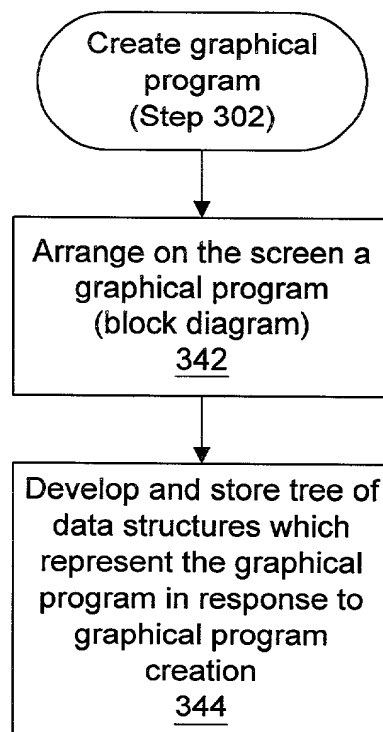 Create graphical
program
(Step 302)
Arrange on the screen a
graphical program
(block diagram)
342
Develop and store tree of
data structures which
represent the graphical
program in response to
graphical program
creation
344